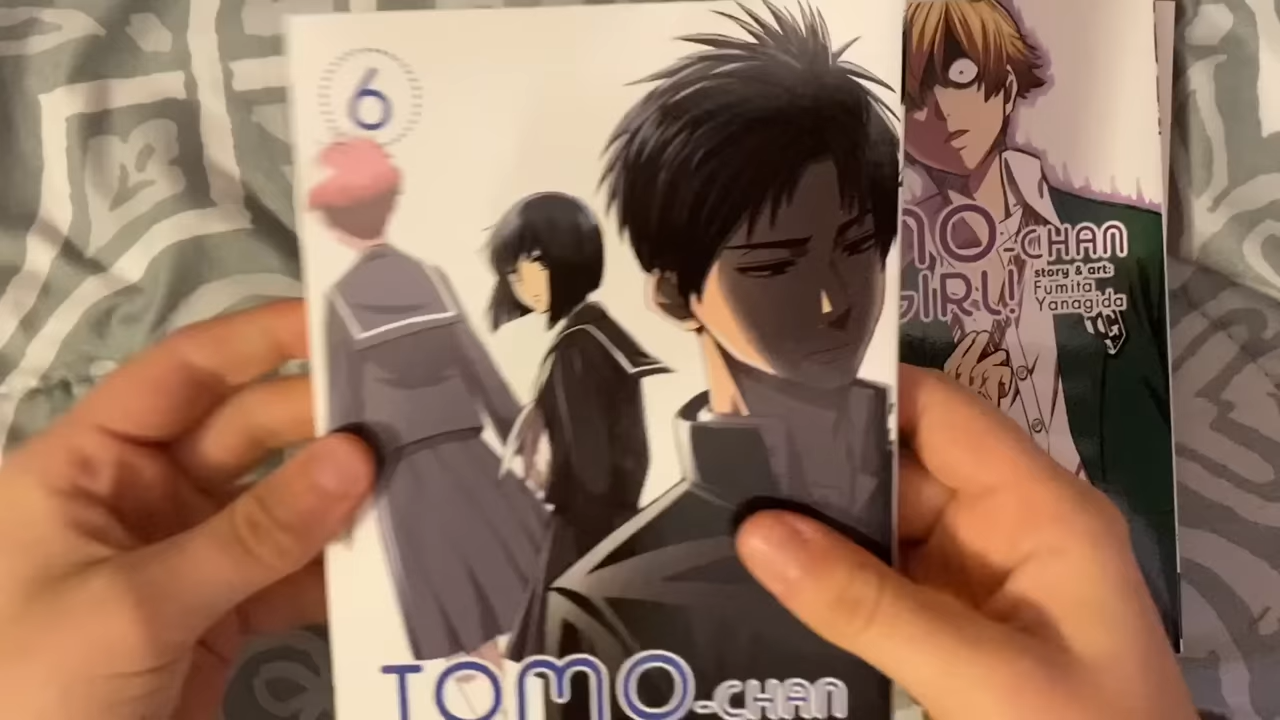 6
TOMO-CHAN
MO-CHAN
GIRL!
story & art:
Fumita
Yanagida